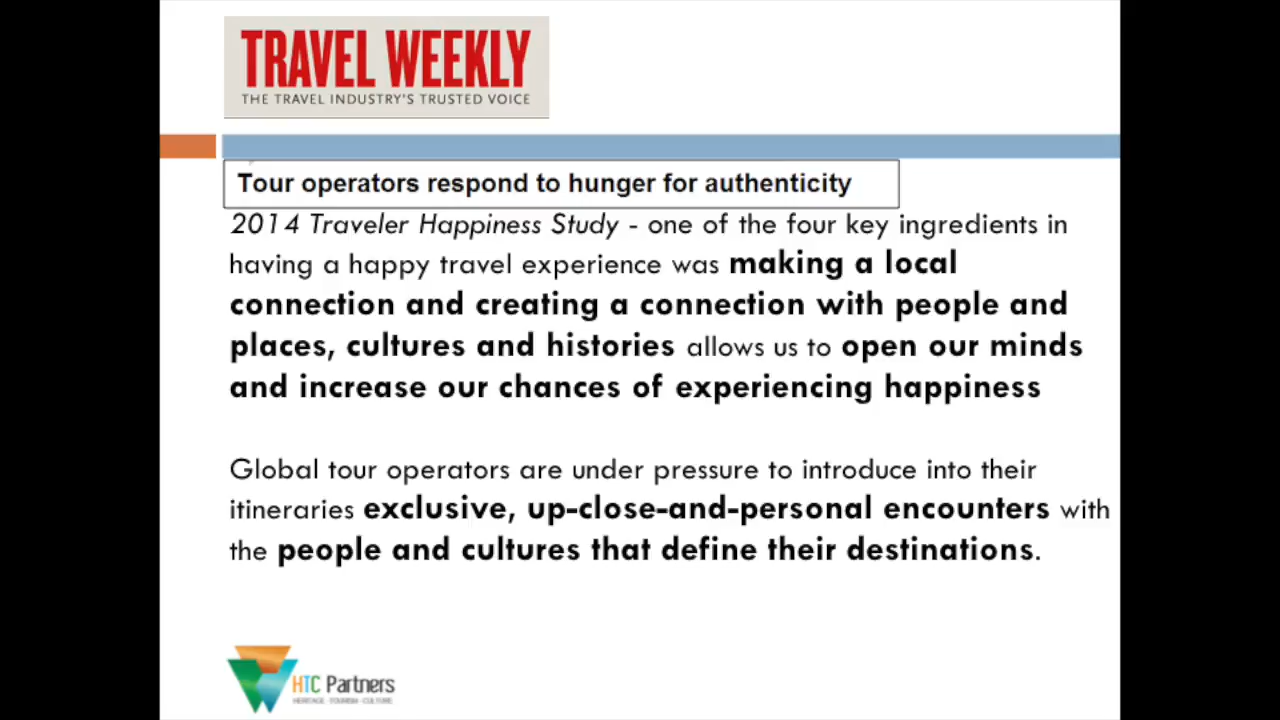 TRAVEL WEEKLY
THE TRAVEL INDUSTRY'S TRUSTED VOICE
Tour operators respond to hunger for authenticity
2014 Traveler Happiness Study - one of the four key ingredients in
having a happy travel experience was making a local
connection and creating a connection with people and
places, cultures and histories allows us to open our minds
and increase our chances of experiencing happiness
Global tour operators are under pressure to introduce into their
itineraries exclusive, up-close-and-personal encounters with
the people and cultures that define their destinations.
HTC Partners
HERITAGE · TOURISM · CULTURE